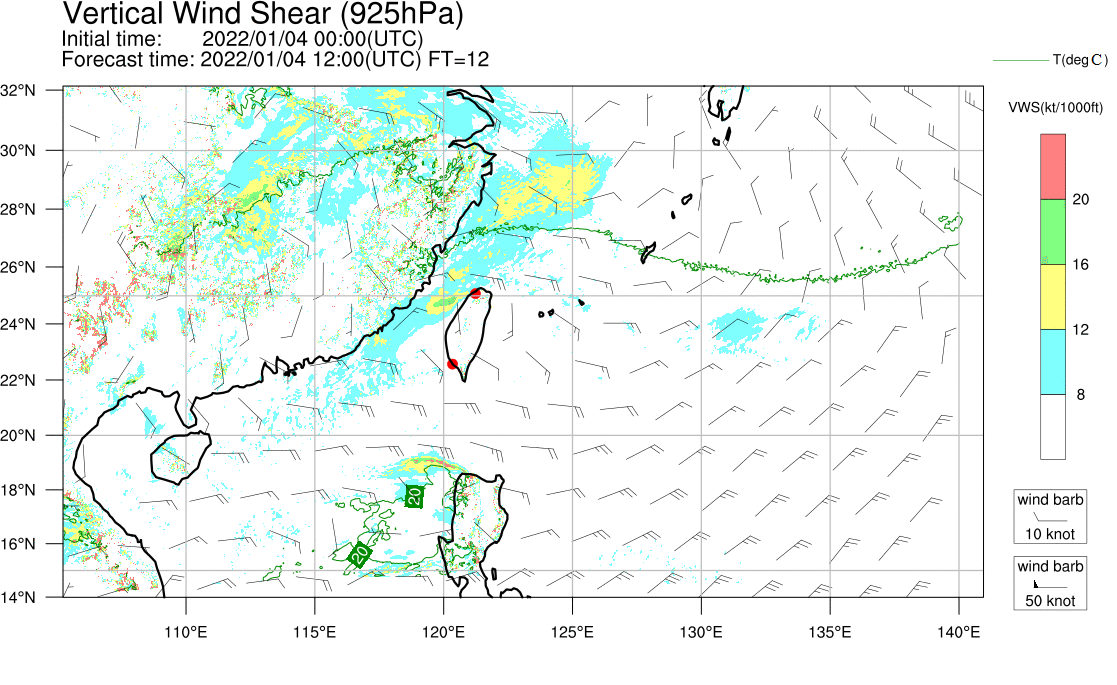 Vertical Wind Shear (925hPa)
Initial time: 2022/01/04 00:00(UTC)
Forecast time: 2022/01/04 12:00(UTC) FT=12
T(deg C)
VWS(kt/1000ft)
20
16
12
8
wind barb
10 knot
wind barb
50 knot
32°N
30°N
28°N
26°N
24°N
22°N
20°N
18°N
16°N
14°N
20
20
110°E
115°E
120°E
125°E
130°E
135°E
140°E